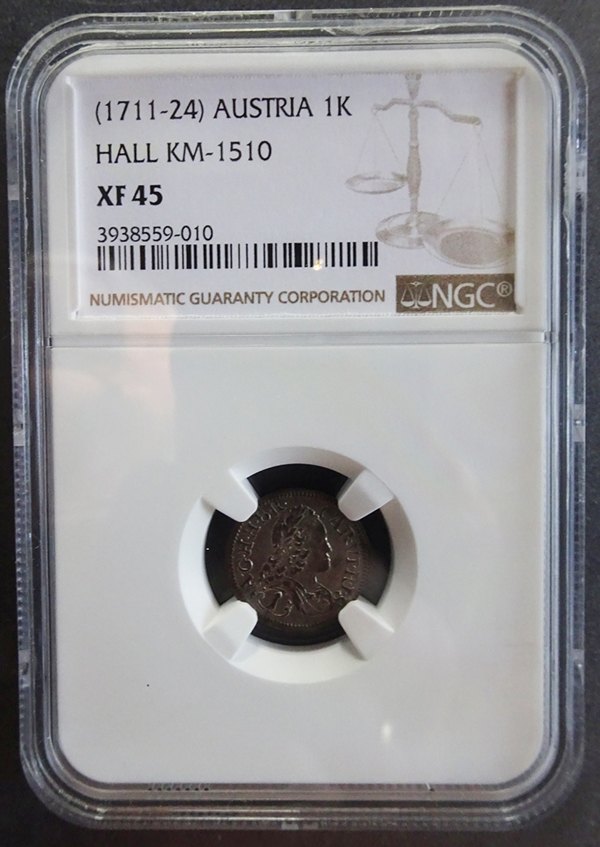 (1711-24) AUSTRIA 1K
HALL KM-1510
XF 45
3938559-010
NUMISMATIC GUARANTY CORPORATION NGC®